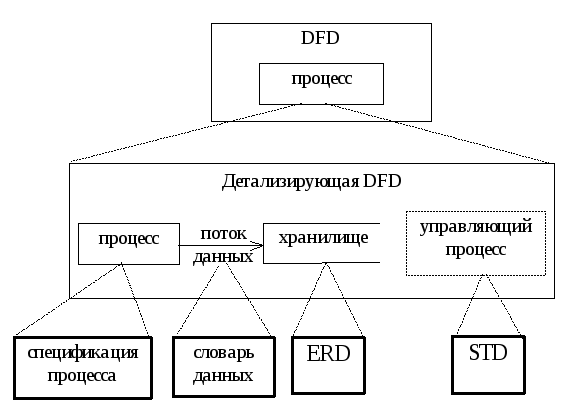 DFD
процесс
Детализирующая DFD
процесс
поток
данных
хранилище
управляющий
процесс
спецификация
процесса
словарь
данных
ERD
STD